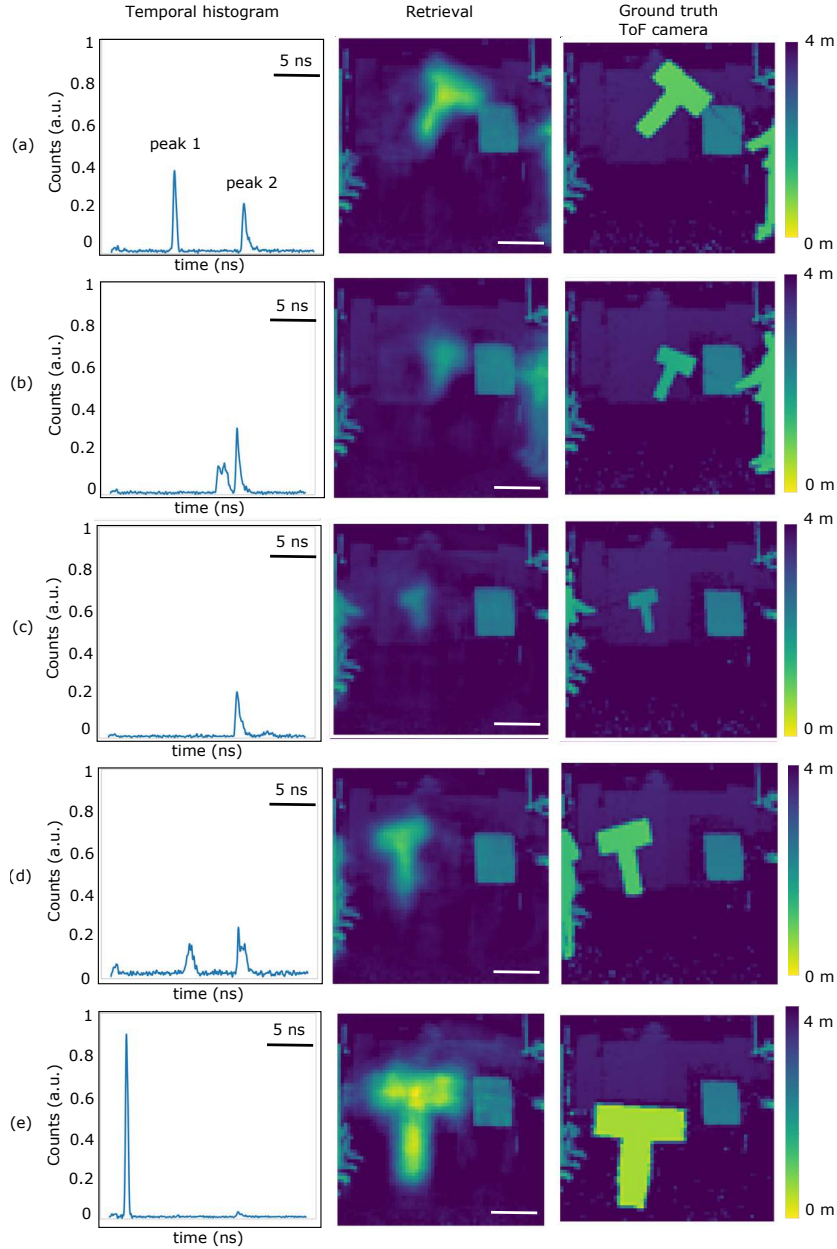 Temporal histogram
Retrieval
Ground truth
ToF camera
(a)
Counts (a.u.)
1
0.8
0.6
0.4
0.2
0
5 ns
peak 1
peak 2
time (ns)
4 m
0 m
(b)
Counts (a.u.)
1
0.8
0.6
0.4
0.2
0
5 ns
time (ns)
4 m
0 m
(c)
Counts (a.u.)
1
0.8
0.6
0.4
0.2
0
5 ns
time (ns)
4 m
0 m
(d)
Counts (a.u.)
1
0.8
0.6
0.4
0.2
0
5 ns
time (ns)
4 m
0 m
(e)
Counts (a.u.)
1
0.8
0.6
0.4
0.2
0
5 ns
time (ns)
4 m
0 m